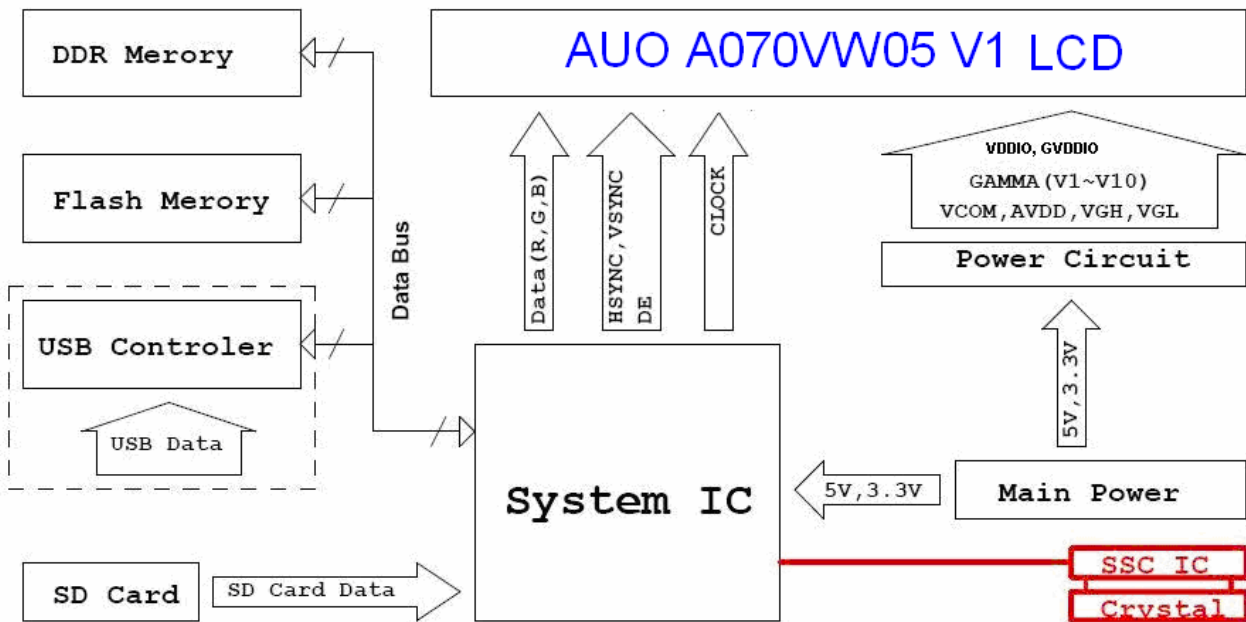 DDR Merory
AUO A070VW05 V1 LCD
Flash Merory
Data Bus
Data(R,G,B)
HSYNC,VSYNC
DE
CLOCK
VDDIO, GVDDIO
GAMMA(V1~V10)
VCOM,AVDD,VGH,VGL
Power Circuit
USB Controler
USB Data
5V,3.3V
System IC
5V,3.3V
Main Power
SD Card
SD Card Data
SSC IC
Crystal